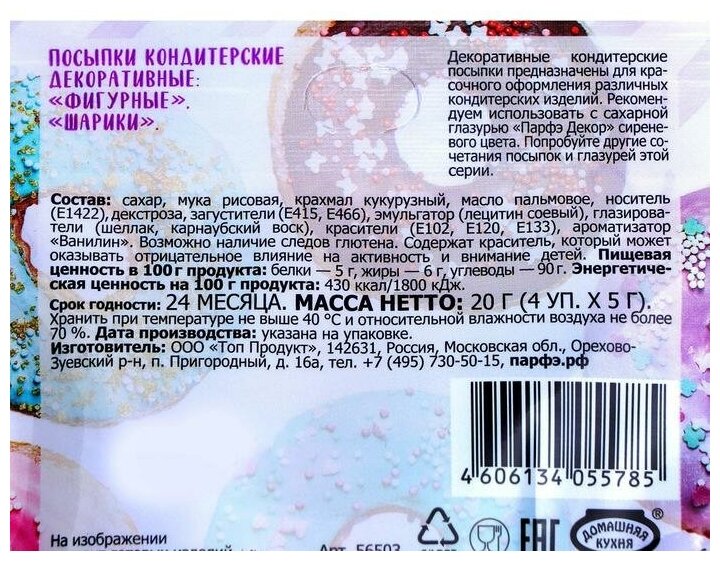 ПОСЫПКИ КОНДИТЕРСКИЕ
ДЕКОРАТИВНЫЕ:
«ФИГУРНЫЕ».
«ШАРИКИ».
Декоративные кондитерские
посыпки предназначены для кра-
сочного оформления различных
кондитерских изделий. Рекомен-
дуем использовать с сахарной
глазурью «Парфэ Декор» сирене-
вого цвета. Попробуйте другие со-
четания посыпок и глазурей этой
серии.
Состав: сахар, мука рисовая, крахмал кукурузный, масло пальмовое, носитель
(Е1422), декстроза, загустители (Е415, Е466), эмульгатор (лецитин соевый), глазирова-
тели (шеллак, карнаубский воск), красители (Е102, Е120, Е133), ароматизатор
«Ванилин». Возможно наличие следов глютена. Содержат краситель, который может
оказывать отрицательное влияние на активность и внимание детей. Пищевая
ценность в 100 г продукта: белки — 5 г, жиры — 6 г, углеводы — 90 г. Энергетиче-
ская ценность на 100 г продукта: 430 ккал/1800 кДж.
Срок годности: 24 МЕСЯЦА. МАССА НЕТТО: 20 Г (4 УП. Х 5 Г).
Хранить при температуре не выше 40 °С и относительной влажности воздуха не более
70 %. Дата производства: указана на упаковке.
Изготовитель: ООО «Топ Продукт», 142631, Россия, Московская обл., Орехово-
Зуевский р-н, п. Пригородный, д. 16а, тел. +7 (495) 730-50-15, парфэ.рф
4 606134 055785
На изображении
Арт. 56503
EAC
ДОМАШНЯЯ
КУХНЯ
®